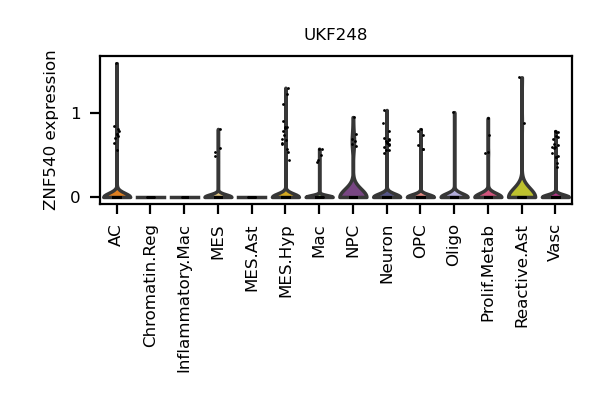 UKF248
ZNF540 expression
1
0
AC
Chromatin.Reg
Inflammatory.Mac
MES
MES.Ast
MES.Hyp
Mac
NPC
Neuron
OPC
Oligo
Prolif.Metab
Reactive.Ast
Vasc